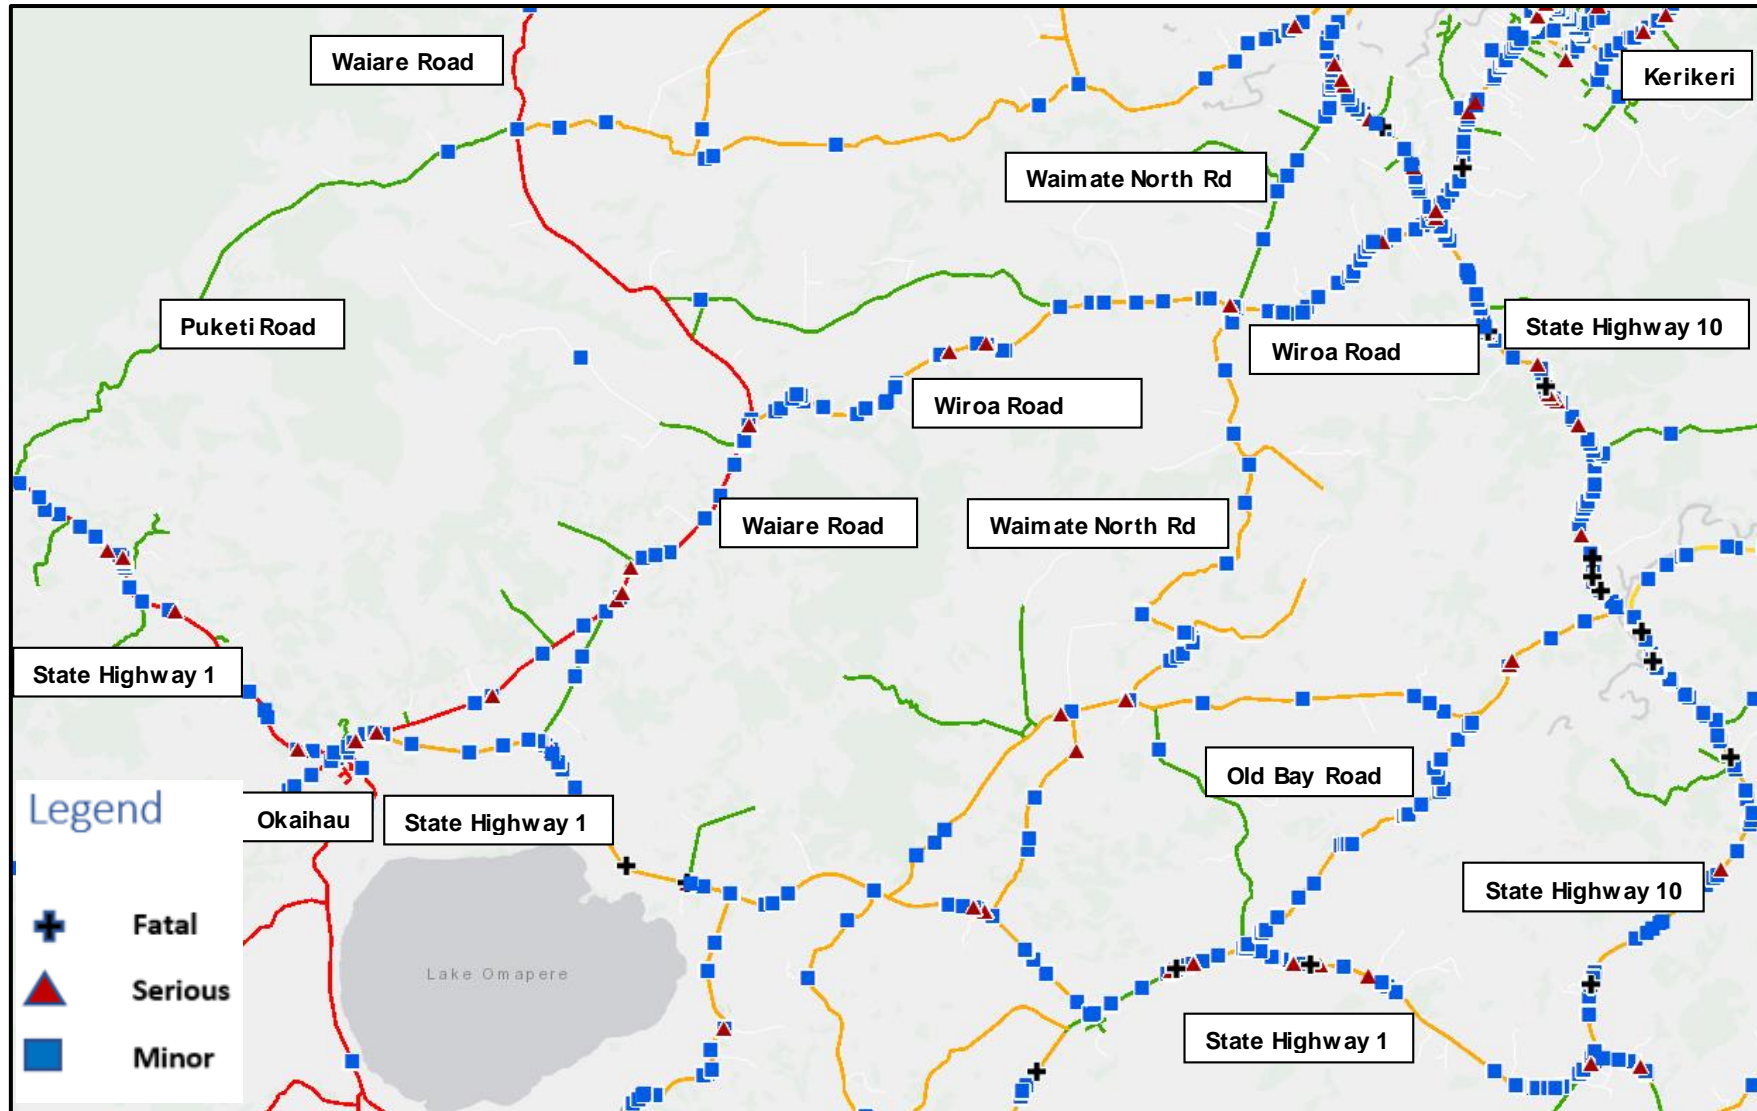 Waiare Road
Kerikeri
Waimate North Rd
Puketi Road
State Highway 10
Wiroa Road
Wiroa Road
Waiare Road
Waimate North Rd
State Highway 1
Old Bay Road
Okaihau
State Highway 1
State Highway 10
Lake Omapere
State Highway 1
Legend
Fatal
Serious
Minor